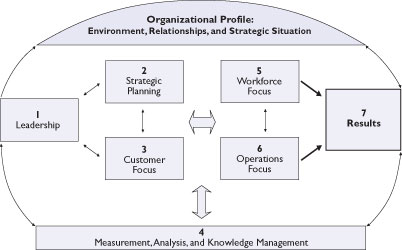 Organizational Profile:
Environment, Relationships, and Strategic Situation
2
Strategic
Planning
5
Workforce
Focus
1
Leadership
7
Results
3
Customer
Focus
6
Operations
Focus
4
Measurement, Analysis, and Knowledge Management